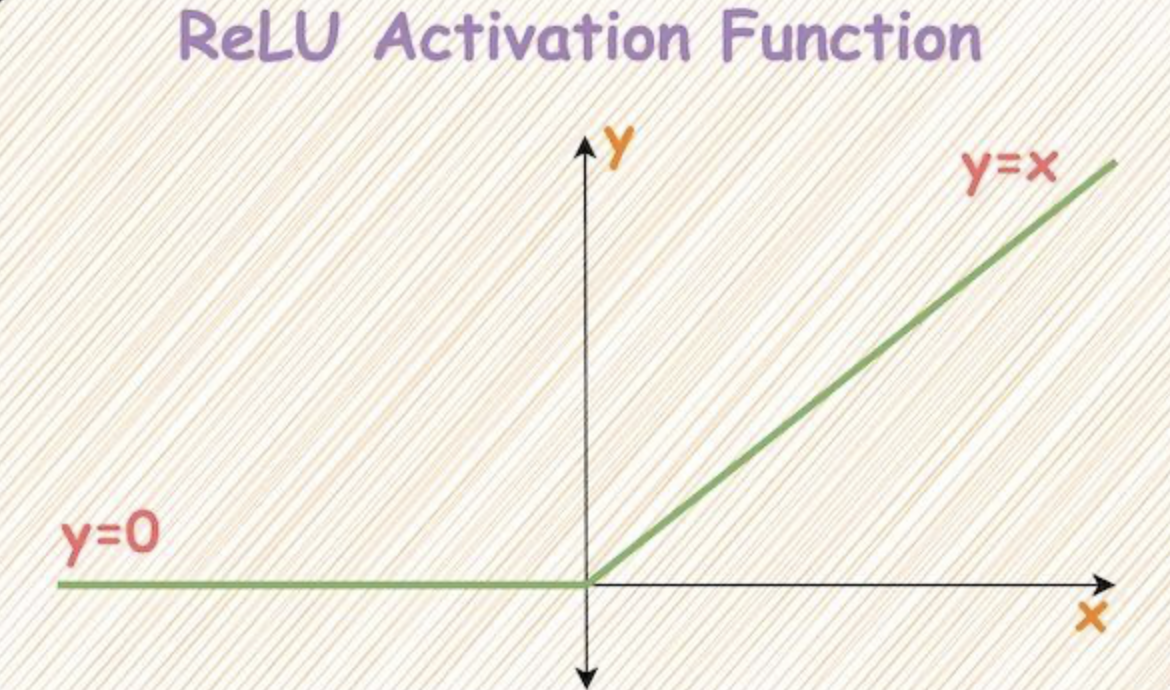 ReLU Activation Function
y
y=x
y=0
x